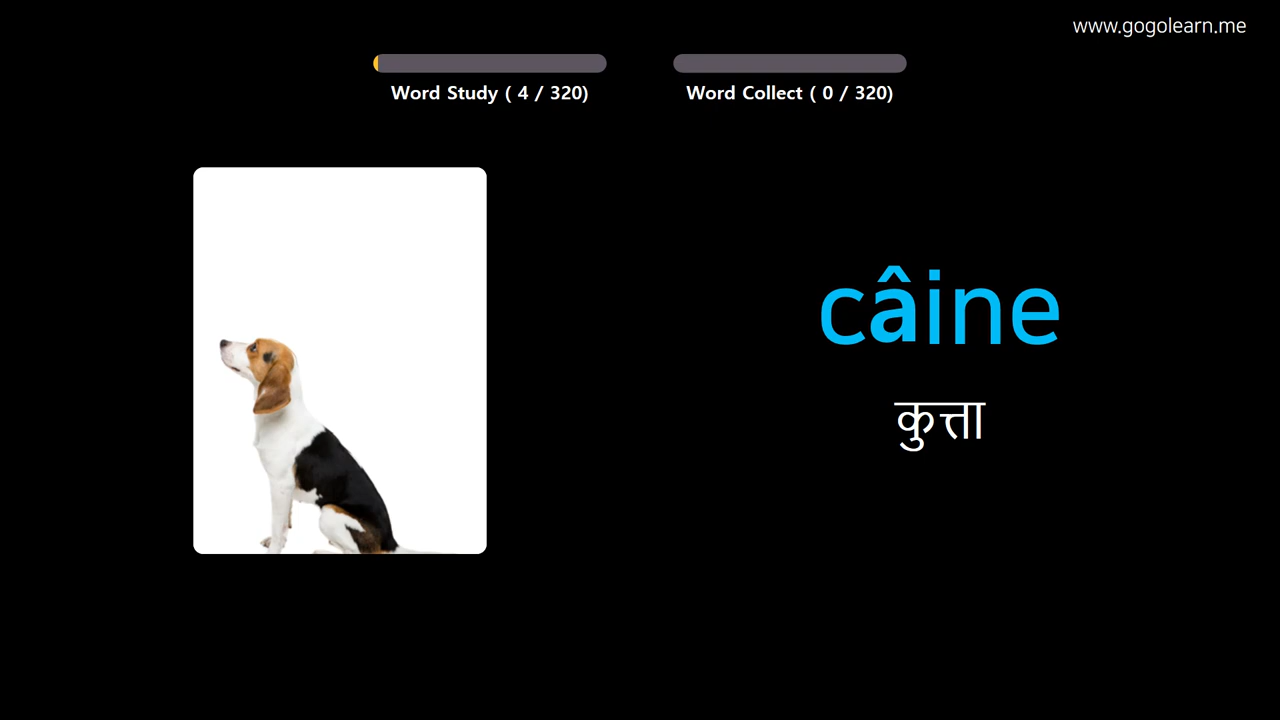 www.gogolearn.me
Word Study ( 4 / 320)
Word Collect ( 0 / 320)
câine
कुत्ता